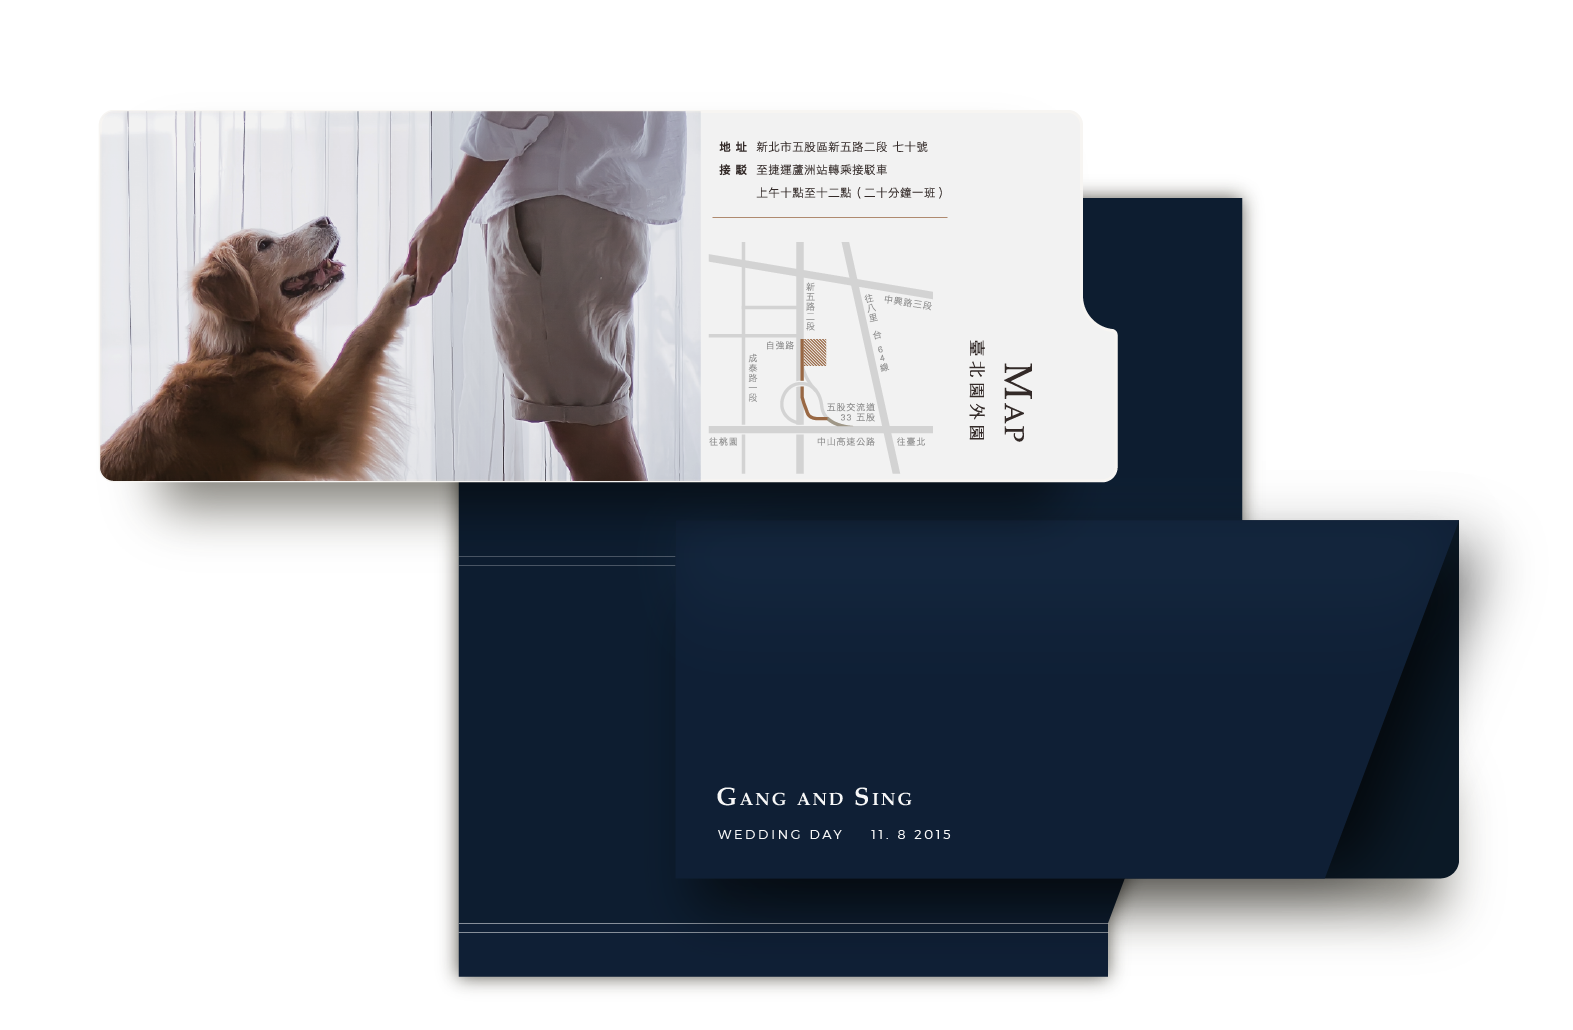 地址 新北市五股區新五路二段 七十號
接駁 至捷運蘆洲站轉乘接駁車
上午十點至十二點（二十分鐘一班）
新五路二段
往八里 台64線
中興路三段
自強路
成泰路一段
五股交流道
33 五股
往桃園
中山高速公路
往臺北
MAP
臺北園外園
GANG AND SING
WEDDING DAY 11. 8 2015